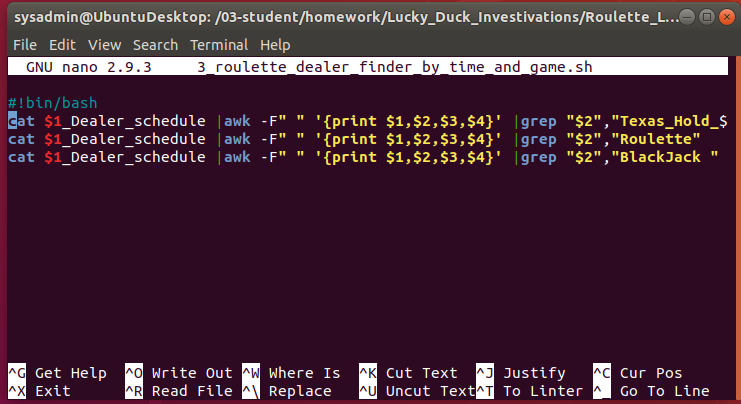 sysadmin@UbuntuDesktop: /03-student/homework/Lucky_Duck_Investivations/Roulette_L...
File Edit View Search Terminal Help
GNU nano 2.9.3 3_roulette_dealer_finder_by_time_and_game.sh
#!bin/bash
cat $1_Dealer_schedule |awk -F" " '{print $1,$2,$3,$4}' |grep "$2","Texas_Hold_$
cat $1_Dealer_schedule |awk -F" " '{print $1,$2,$3,$4}' |grep "$2","Roulette"
cat $1_Dealer_schedule |awk -F" " '{print $1,$2,$3,$4}' |grep "$2","BlackJack "
^G Get Help ^O Write Out ^W Where Is ^K Cut Text ^J Justify ^C Cur Pos
^X Exit ^R Read File ^\ Replace ^U Uncut Text ^T To Linter ^_ Go To Line